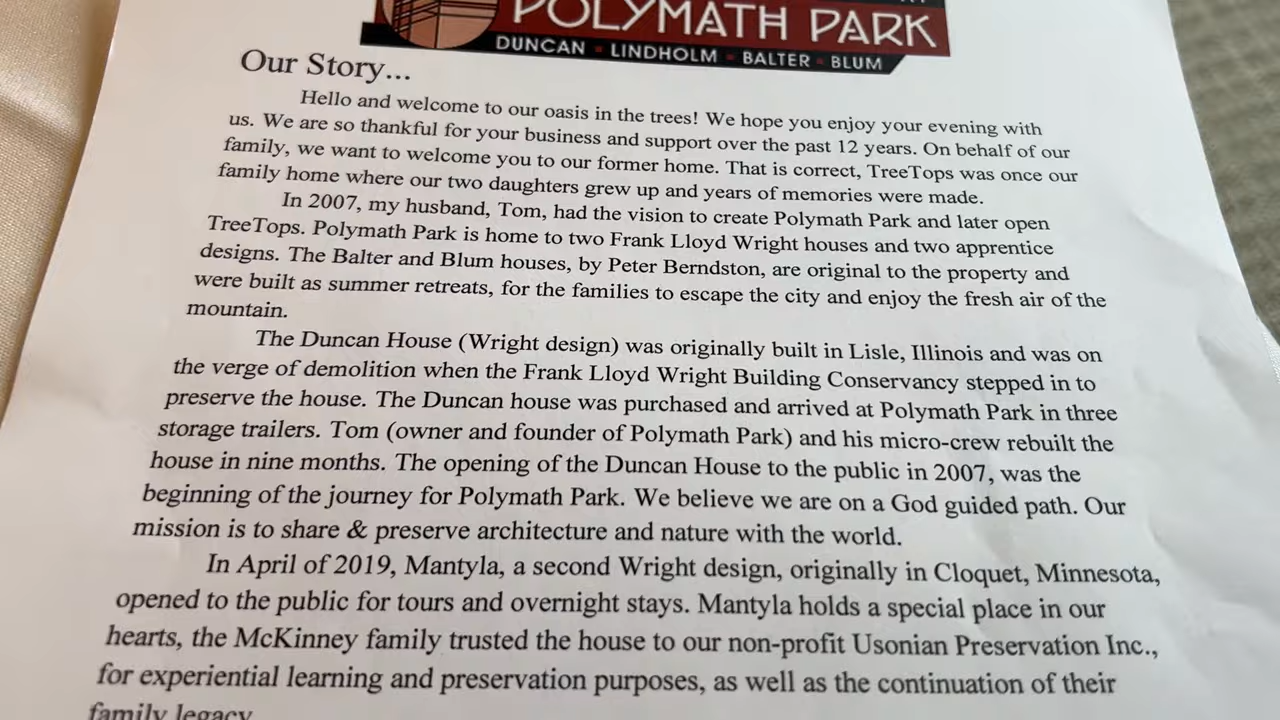 POLYMATH PARK
DUNCAN ▪ LINDHOLM ▪ BALTER ▪ BLUM
Our Story...
Hello and welcome to our oasis in the trees! We hope you enjoy your evening with
us. We are so thankful for your business and support over the past 12 years. On behalf of our
family, we want to welcome you to our former home. That is correct, TreeTops was once our
family home where our two daughters grew up and years of memories were made.
In 2007, my husband, Tom, had the vision to create Polymath Park and later open
TreeTops. Polymath Park is home to two Frank Lloyd Wright houses and two apprentice
designs. The Balter and Blum houses, by Peter Berndston, are original to the property and
were built as summer retreats, for the families to escape the city and enjoy the fresh air of the
mountain.
The Duncan House (Wright design) was originally built in Lisle, Illinois and was on
the verge of demolition when the Frank Lloyd Wright Building Conservancy stepped in to
preserve the house. The Duncan house was purchased and arrived at Polymath Park in three
storage trailers. Tom (owner and founder of Polymath Park) and his micro-crew rebuilt the
house in nine months. The opening of the Duncan House to the public in 2007, was the
beginning of the journey for Polymath Park. We believe we are on a God guided path. Our
mission is to share & preserve architecture and nature with the world.
In April of 2019, Mantyla, a second Wright design, originally in Cloquet, Minnesota,
opened to the public for tours and overnight stays. Mantyla holds a special place in our
hearts, the McKinney family trusted the house to our non-profit Usonian Preservation Inc.,
for experiential learning and preservation purposes, as well as the continuation of their
family legacy